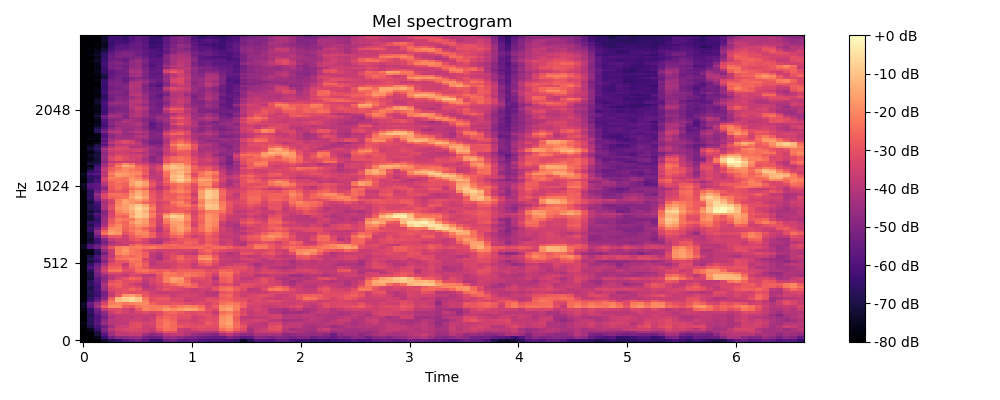 Mel spectrogram
Hz
2048
1024
512
0
0 1 2 3 4 5 6
Time
+0 dB
-10 dB
-20 dB
-30 dB
-40 dB
-50 dB
-60 dB
-70 dB
-80 dB